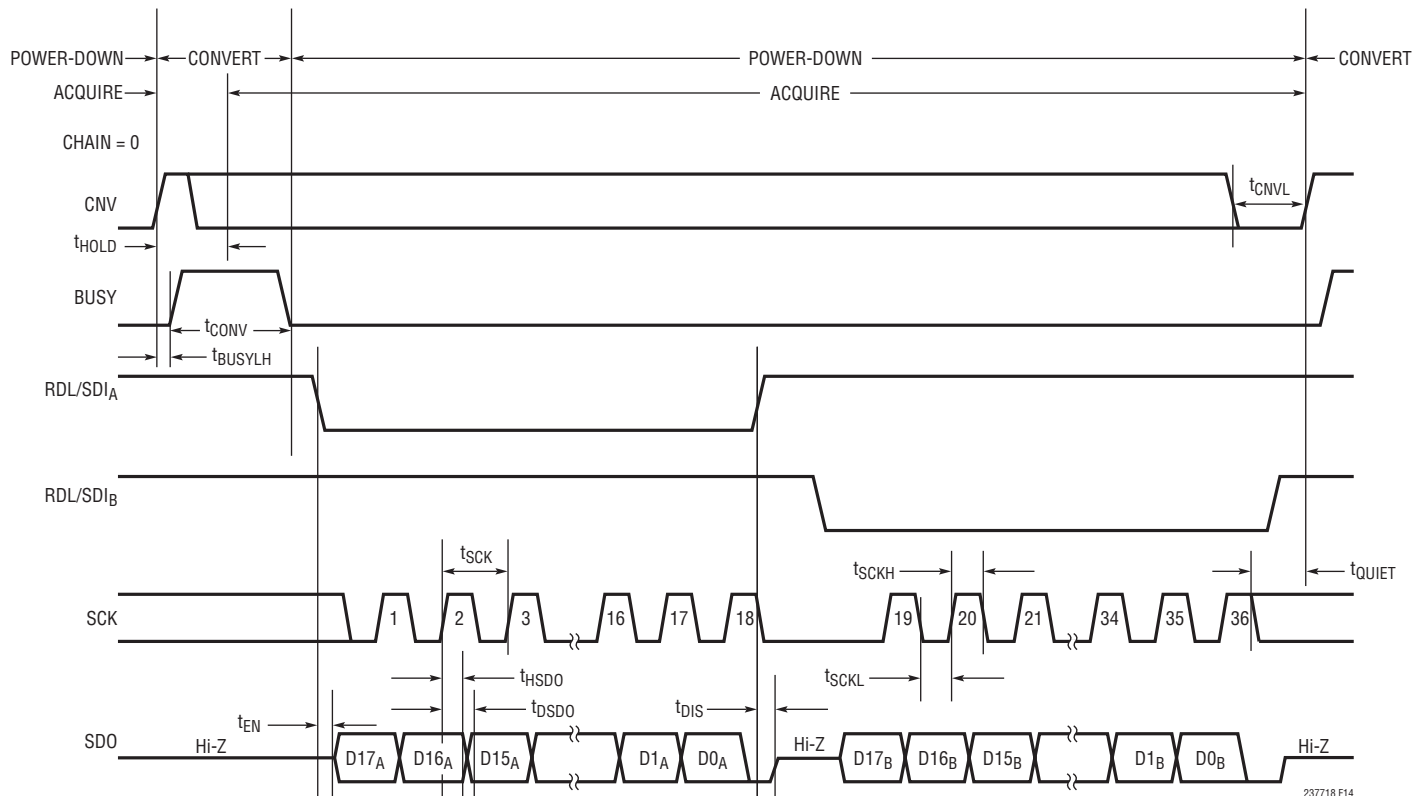 POWER-DOWN CONVERT POWER-DOWN CONVERT
ACQUIRE ACQUIRE
CHAIN = 0
CNV tCNVL
tHOLD
BUSY
tCONV
tBUSYLH
RDL/SDIA
RDL/SDIB
tSCK tSCKH tQUIET
SCK 1 2 3 16 17 18 19 20 21 34 35 36
tHSDO tSCKL
tEN tDSDO tDIS
SDO Hi-Z D17A D16A D15A D1A D0A Hi-Z D17B D16B D15B D1B D0B Hi-Z
237718 F14